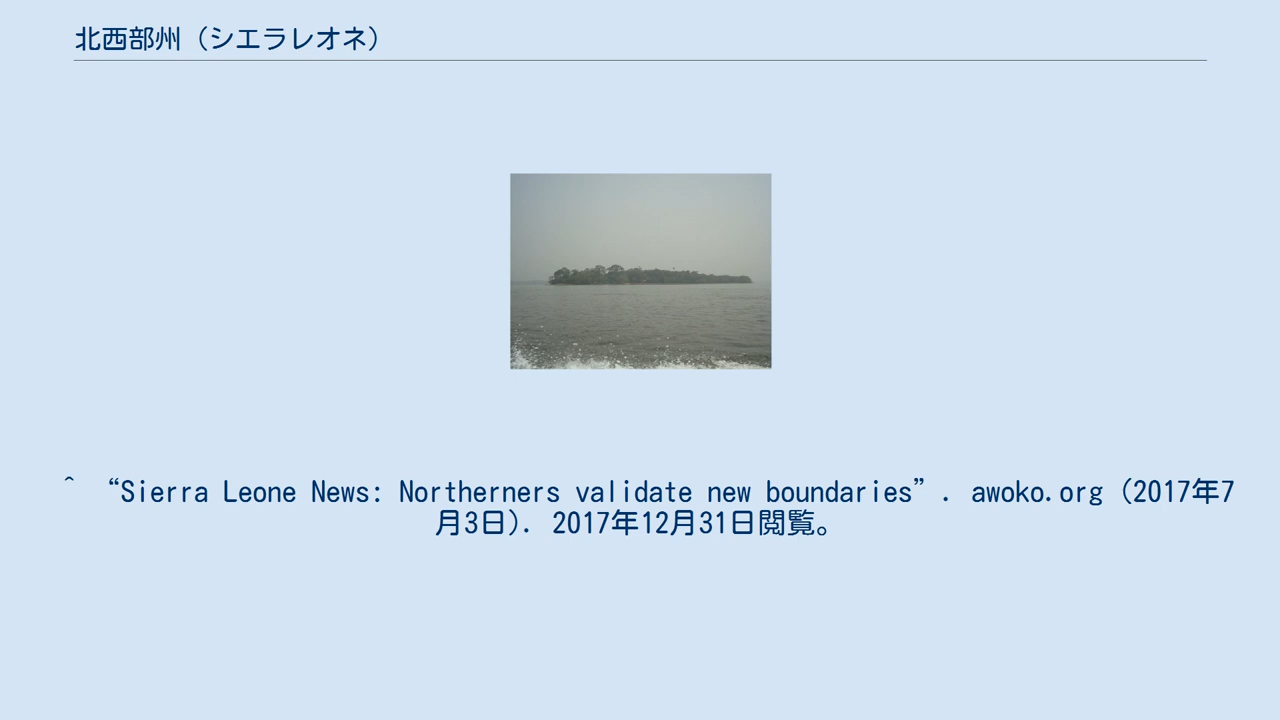 北西部州（シエラレオネ）
^ “Sierra Leone News: Northerners validate new boundaries”. awoko.org (2017年7
月3日). 2017年12月31日閲覧。